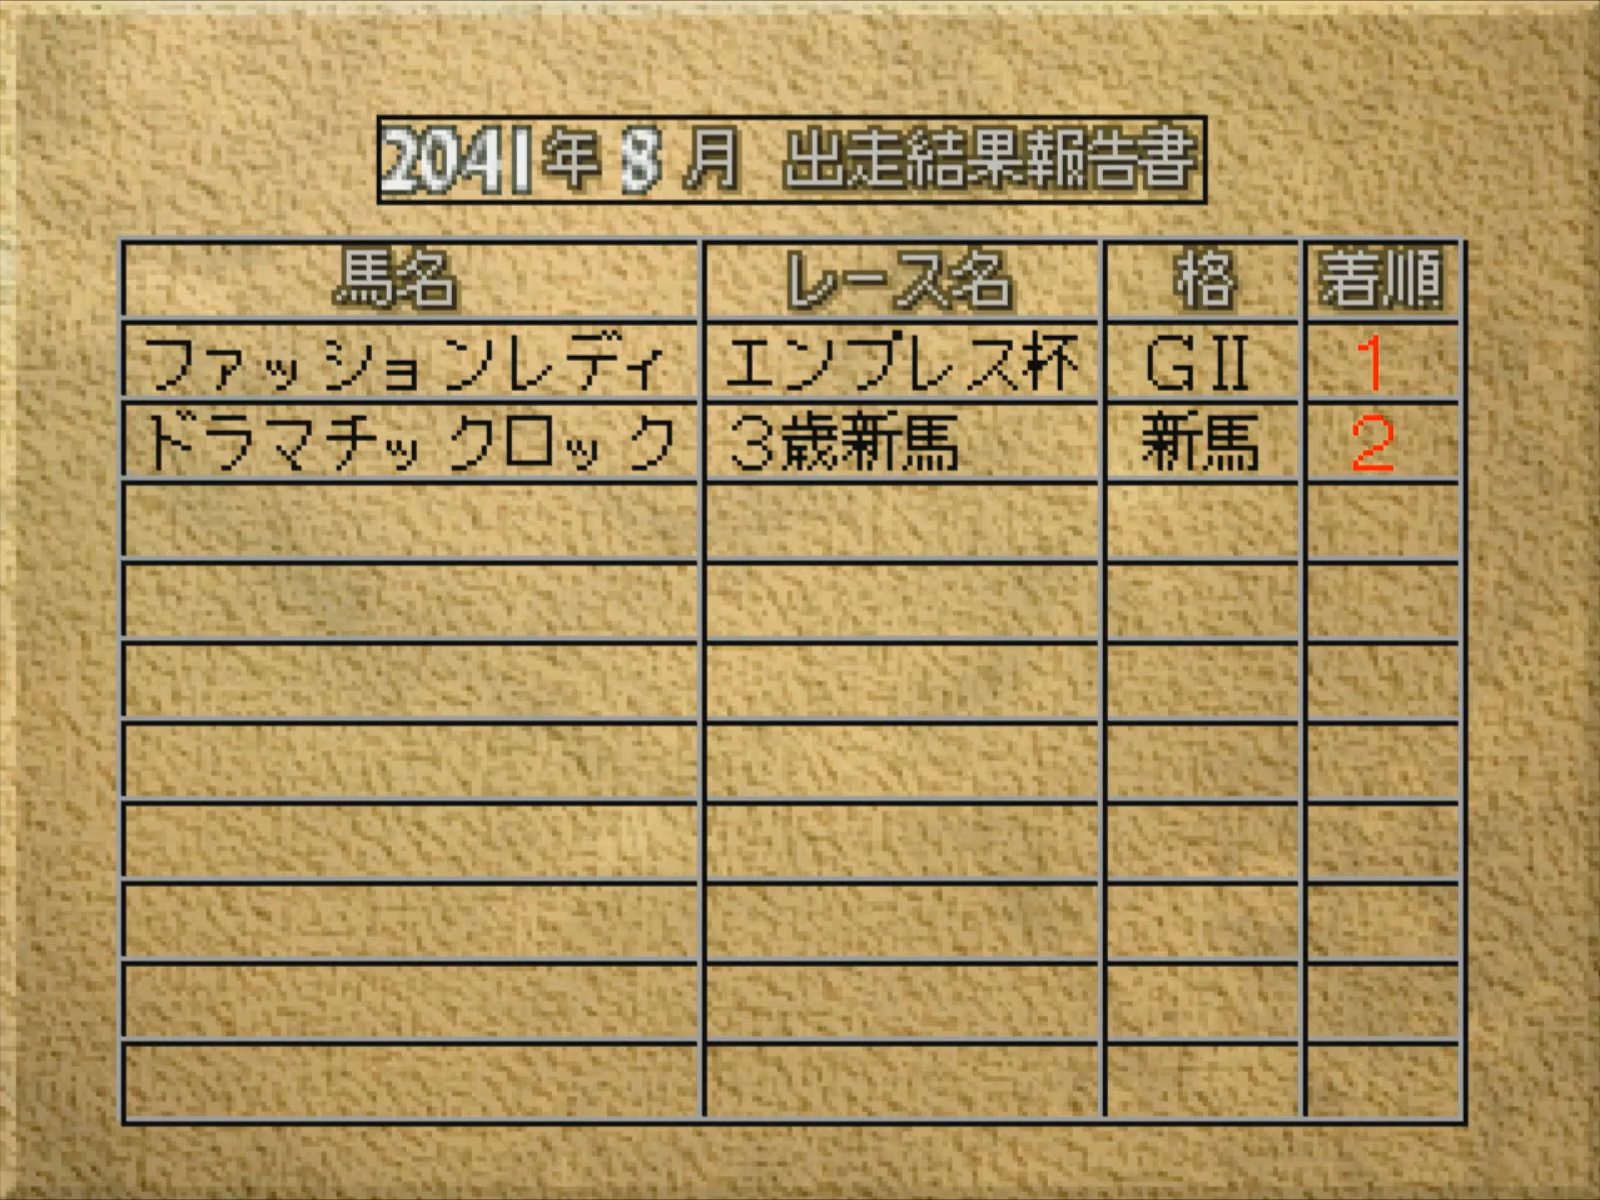 2041年 8月 出走結果報告書
馬名 レース名 格 着順
ファッションレディ エンプレス杯 GII 1
ドラマチックロック 3歳新馬 新馬 2